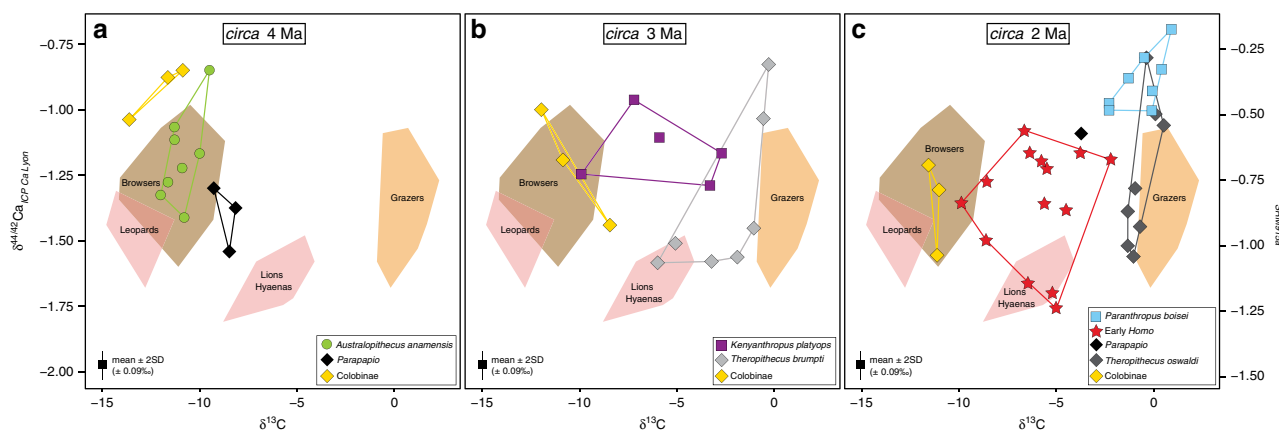 a
circa 4 Ma
b
circa 3 Ma
c
circa 2 Ma
−0.75
−1.00
−1.25
−1.50
−1.75
−2.00
δ44/42Ca ICP Ca Lyon
Browsers
Leopards
Lions
Hyaenas
Grazers
mean ± 2SD
(± 0.09‰)
Australopithecus anamensis
Parapapio
Colobinae
−15
−10
−5
0
δ13C
Browsers
Leopards
Lions
Hyaenas
Grazers
mean ± 2SD
(± 0.09‰)
Kenyanthropus platyops
Theropithecus brumpti
Colobinae
−15
−10
−5
0
δ13C
Browsers
Leopards
Lions
Hyaenas
Grazers
mean ± 2SD
(± 0.09‰)
Paranthropus boisei
Early Homo
Parapapio
Theropithecus oswaldi
Colobinae
−15
−10
−5
0
δ13C
−0.25
−0.50
−0.75
−1.00
−1.25
−1.50